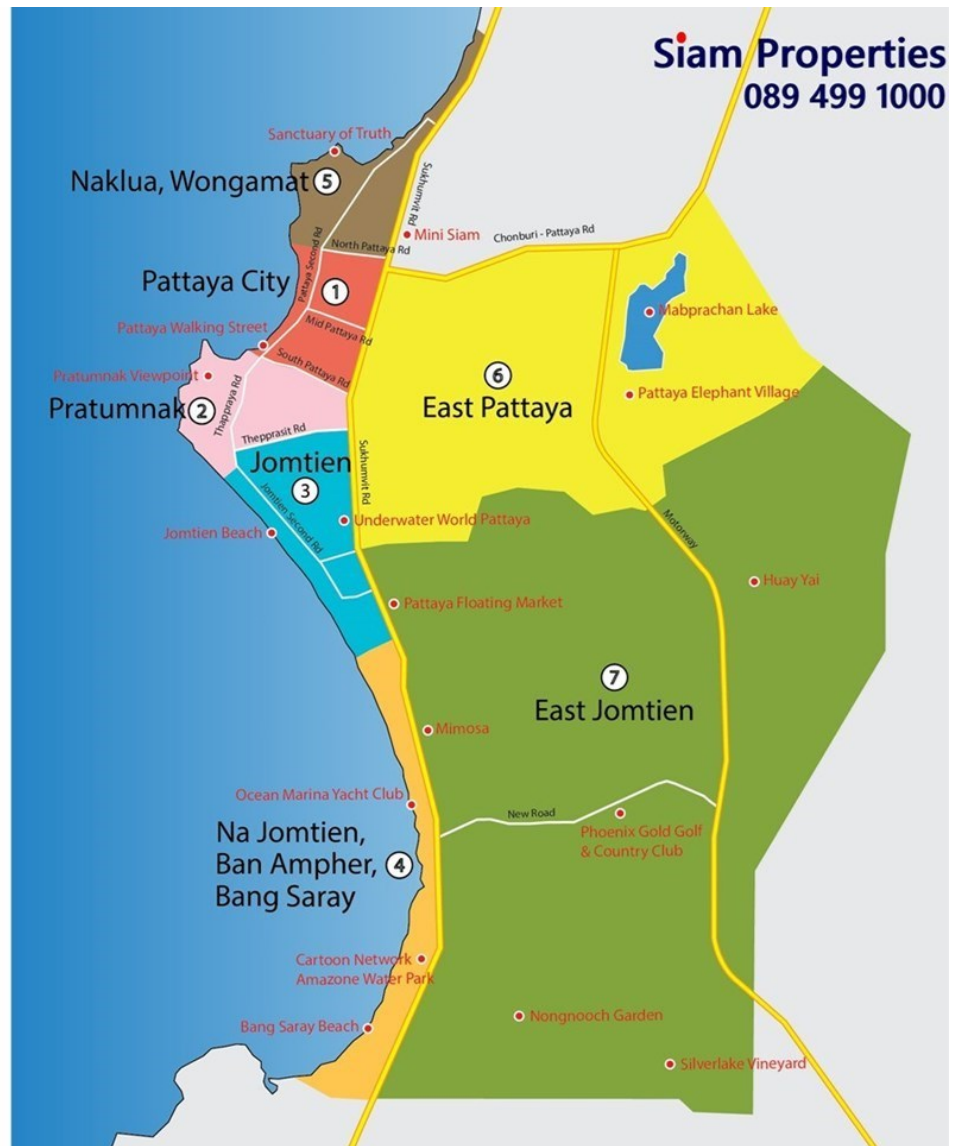 Siam Properties
089 499 1000
Sanctuary of Truth
Naklua, Wongamat 5
Sukhumvit Rd
Mini Siam
Chonburi - Pattaya Rd
North Pattaya Rd
Pattaya Second Rd
Pattaya City
1
Mabprachan Lake
Mid Pattaya Rd
Pattaya Walking Street
South Pattaya Rd
Pratumnak Viewpoint
6
East Pattaya
Pattaya Elephant Village
Pratumnak 2
Thappraya Rd
Thepprasit Rd
Jomtien
3
Sukhumvit Rd
Jomtien Second Rd
Underwater World Pattaya
Jomtien Beach
Motorway
Huay Yai
Pattaya Floating Market
7
East Jomtien
Mimosa
Ocean Marina Yacht Club
New Road
Phoenix Gold Golf
& Country Club
Na Jomtien,
Ban Ampher, 4
Bang Saray
Cartoon Network
Amazone Water Park
Nongnooch Garden
Bang Saray Beach
Silverlake Vineyard